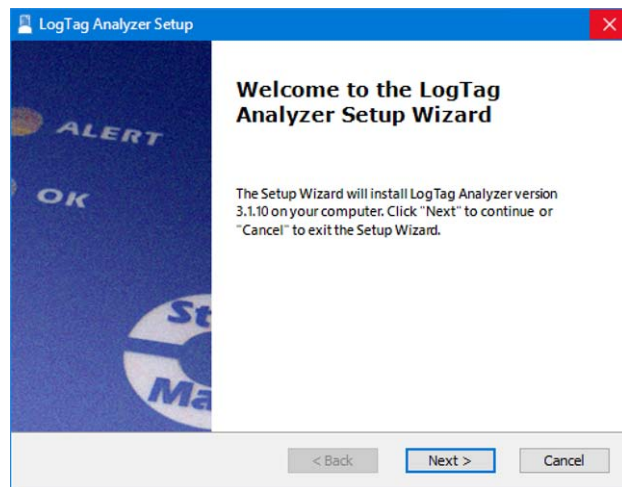 LogTag Analyzer Setup
ALERT
OK
St
Ma
Welcome to the LogTag
Analyzer Setup Wizard
The Setup Wizard will install LogTag Analyzer version
3.1.10 on your computer. Click "Next" to continue or
"Cancel" to exit the Setup Wizard.
< Back
Next >
Cancel